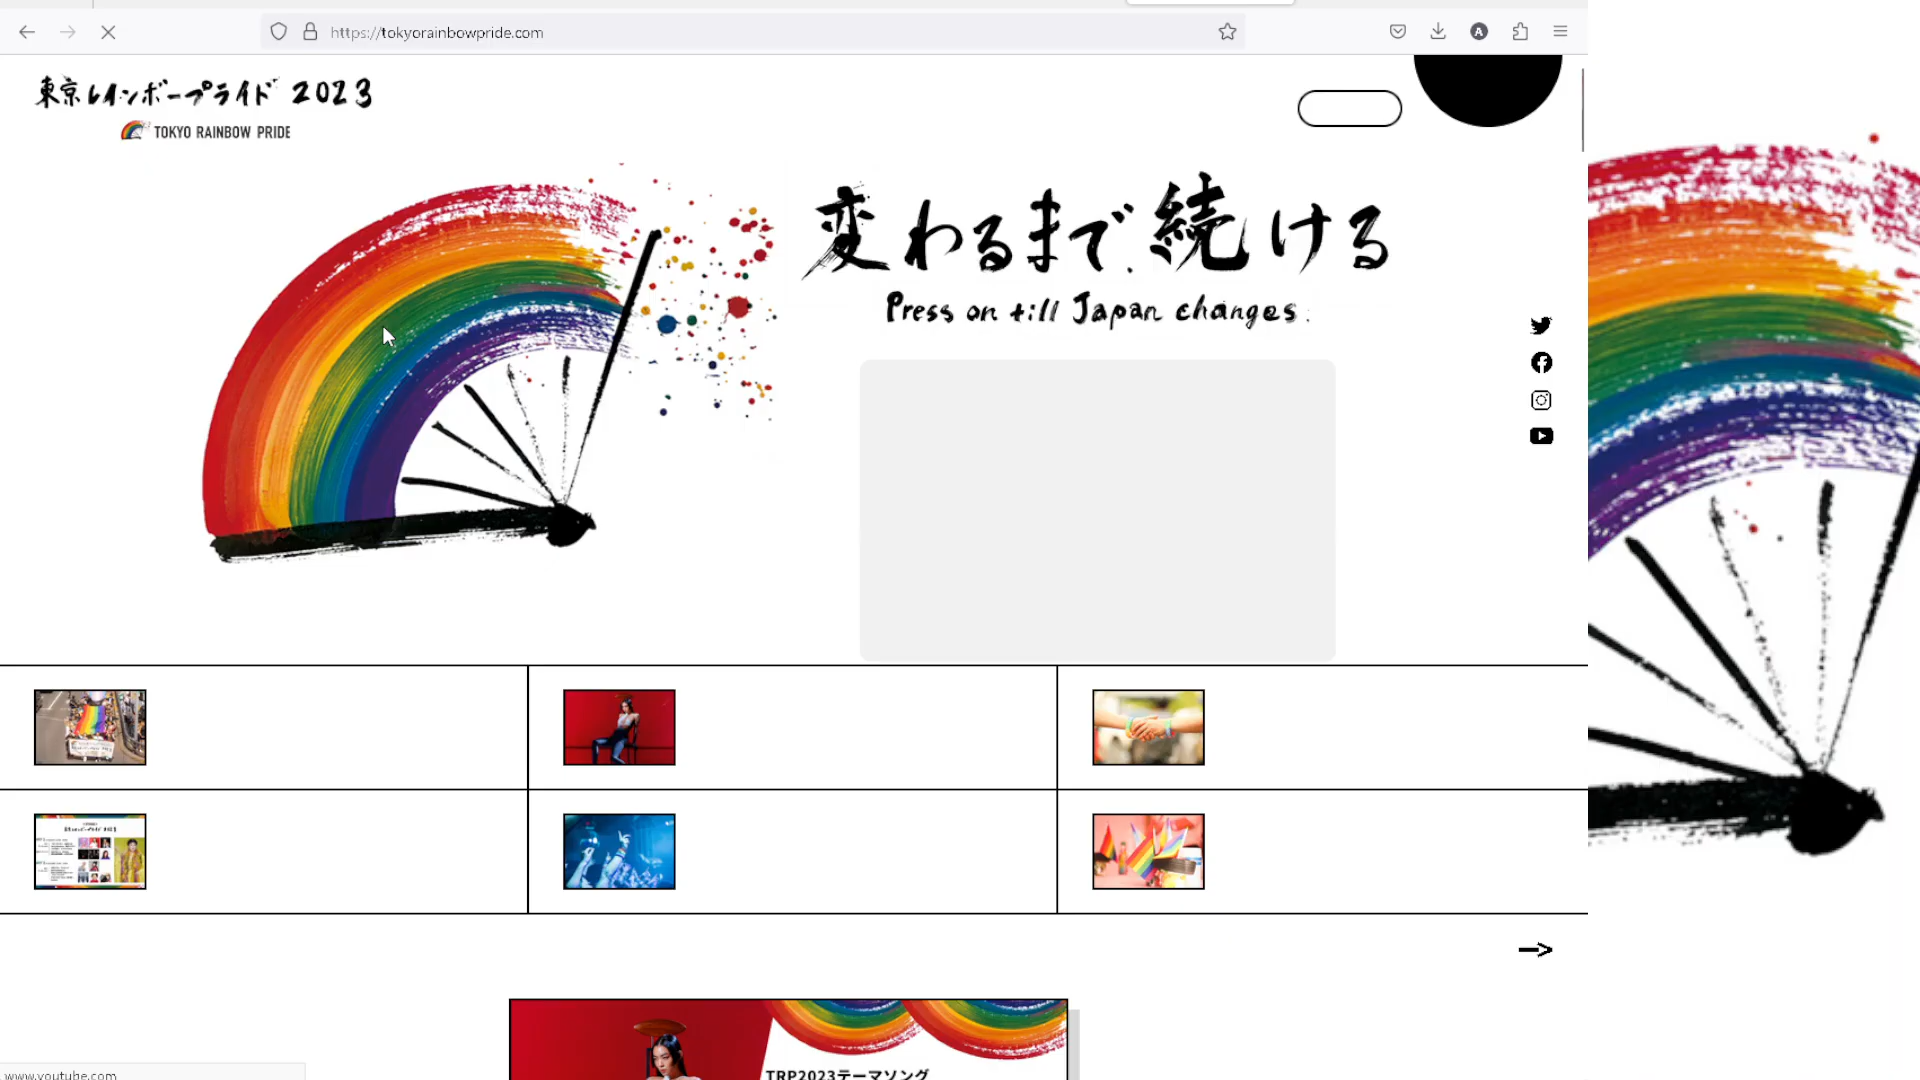 https://tokyorainbowpride.com
東京レインボープライド 2023
TOKYO RAINBOW PRIDE
変わるまで、続ける
Press on till Japan changes.
A
TRP2023テーマソング
www.youtube.com